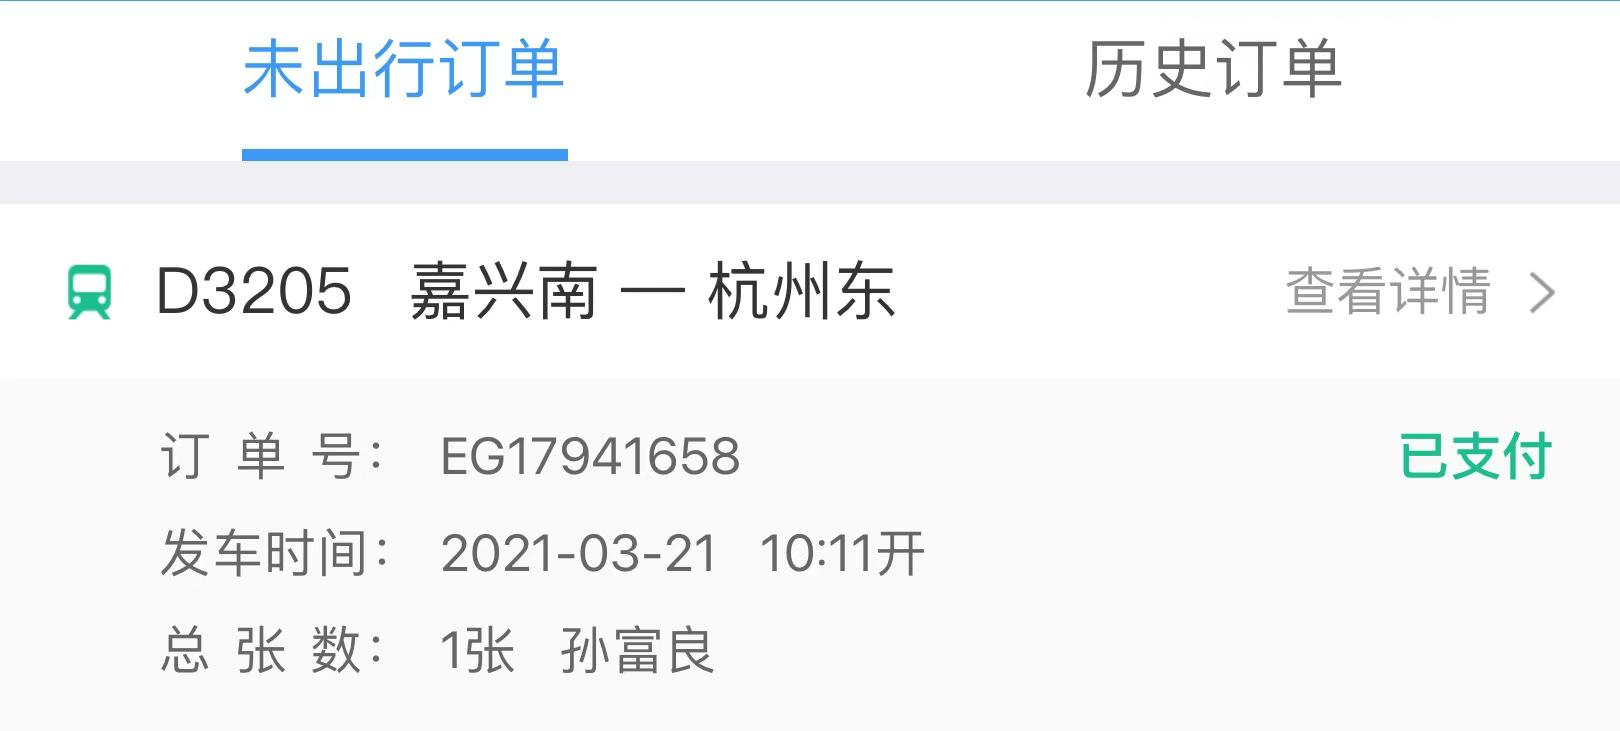 未出行订单 历史订单
D3205 嘉兴南 — 杭州东 查看详情 >
订单号： EG17941658 已支付
发车时间： 2021-03-21 10:11开
总张数： 1张 孙富良